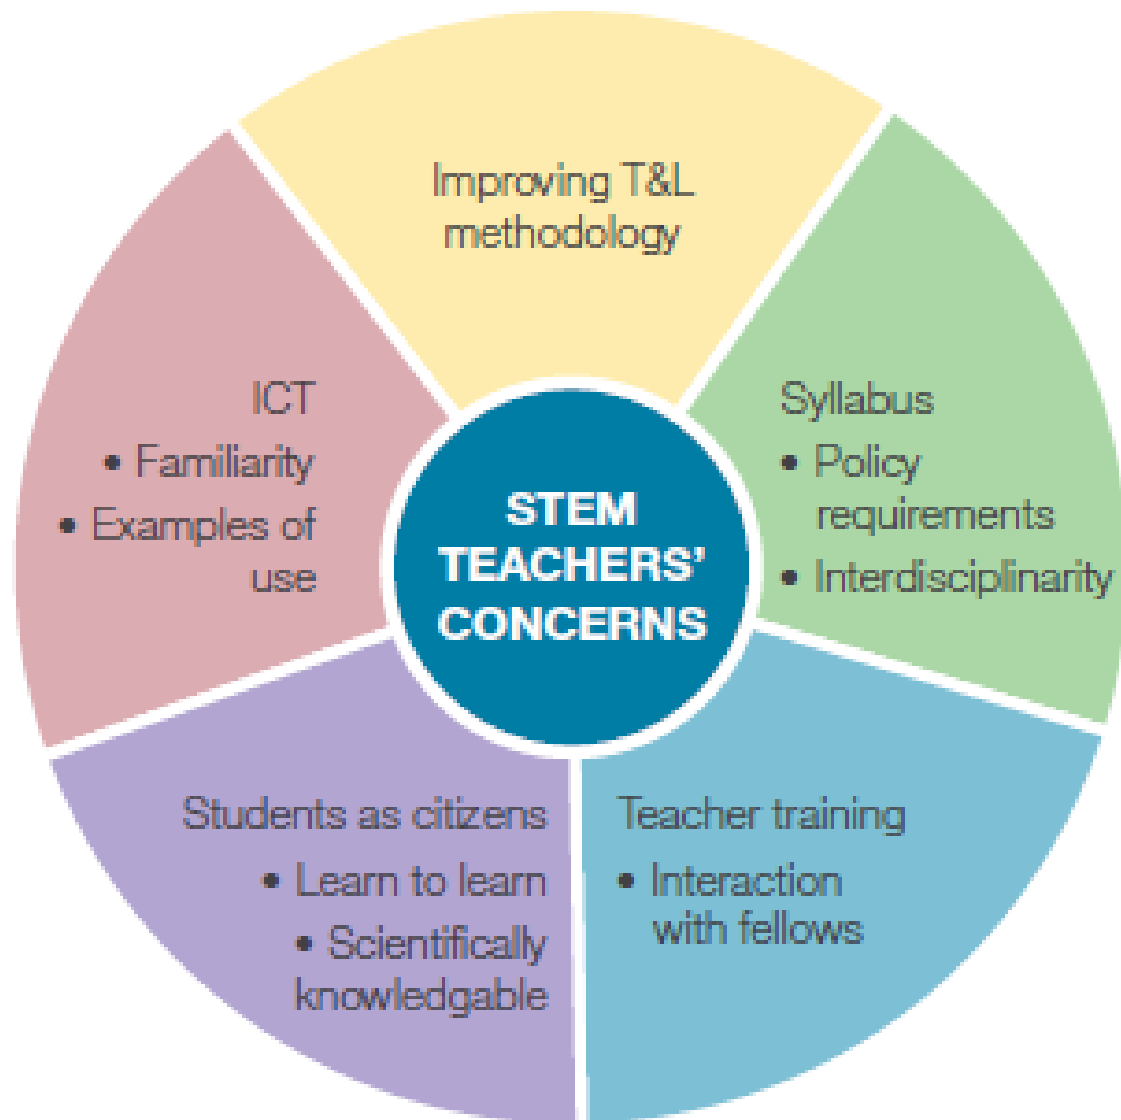 Improving T&L
methodology
Syllabus
• Policy
requirements
• Interdisciplinarity
Teacher training
• Interaction
with fellows
Students as citizens
• Learn to learn
• Scientifically
knowledgable
ICT
• Familiarity
• Examples of
use
STEM
TEACHERS’
CONCERNS